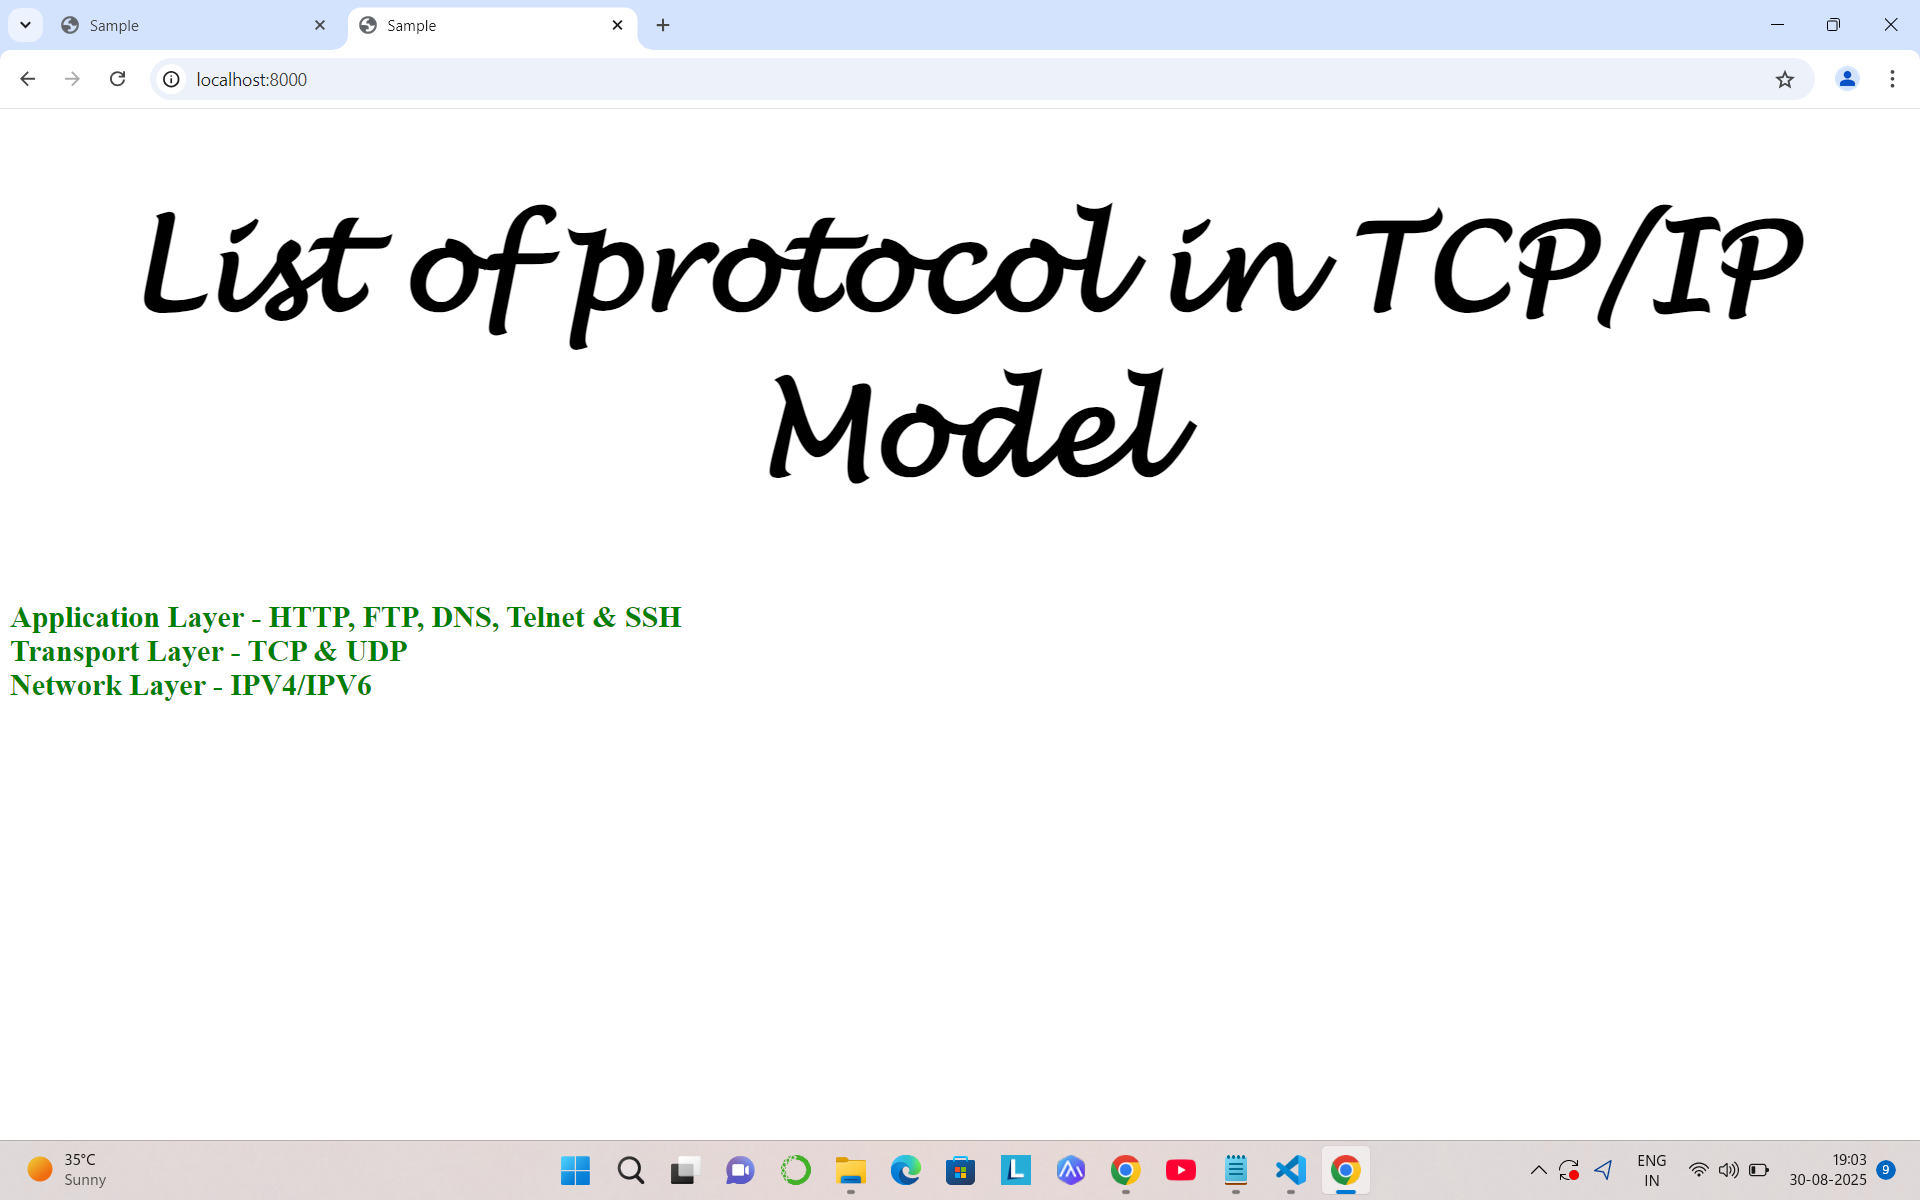 Sample
Sample
localhost:8000
List of protocol in TCP/IP
Model
Application Layer - HTTP, FTP, DNS, Telnet & SSH
Transport Layer - TCP & UDP
Network Layer - IPV4/IPV6
35°C
Sunny
L
ENG
IN
19:03
30-08-2025
9